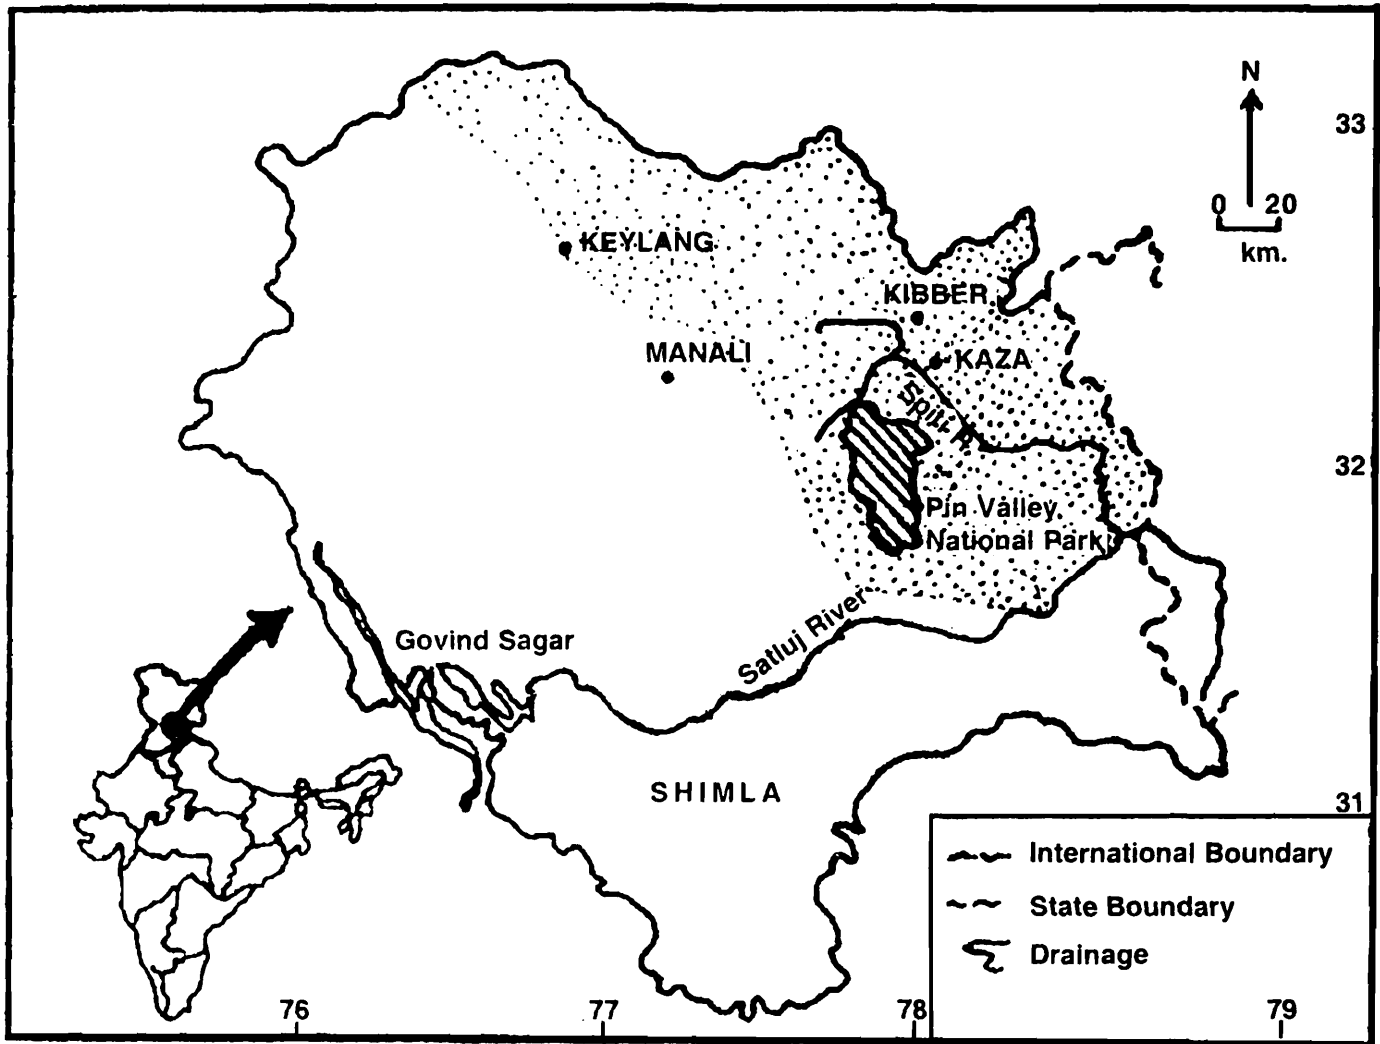 N
33
0 20
km.
KEYLANG
KIBBER
MANALI
KAZA
Spiti R
32
Pin Valley
National Park
Satluj River
Govind Sagar
SHIMLA
31
International Boundary
State Boundary
Drainage
76
77
78
79